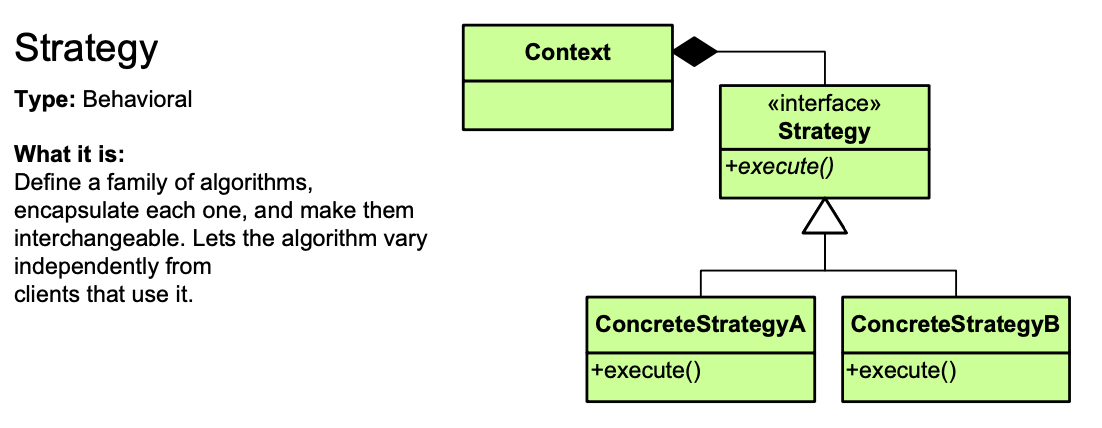 Strategy
Type: Behavioral
What it is:
Define a family of algorithms,
encapsulate each one, and make them
interchangeable. Lets the algorithm vary
independently from
clients that use it.
Context
«interface»
Strategy
+execute()
ConcreteStrategyA
+execute()
ConcreteStrategyB
+execute()